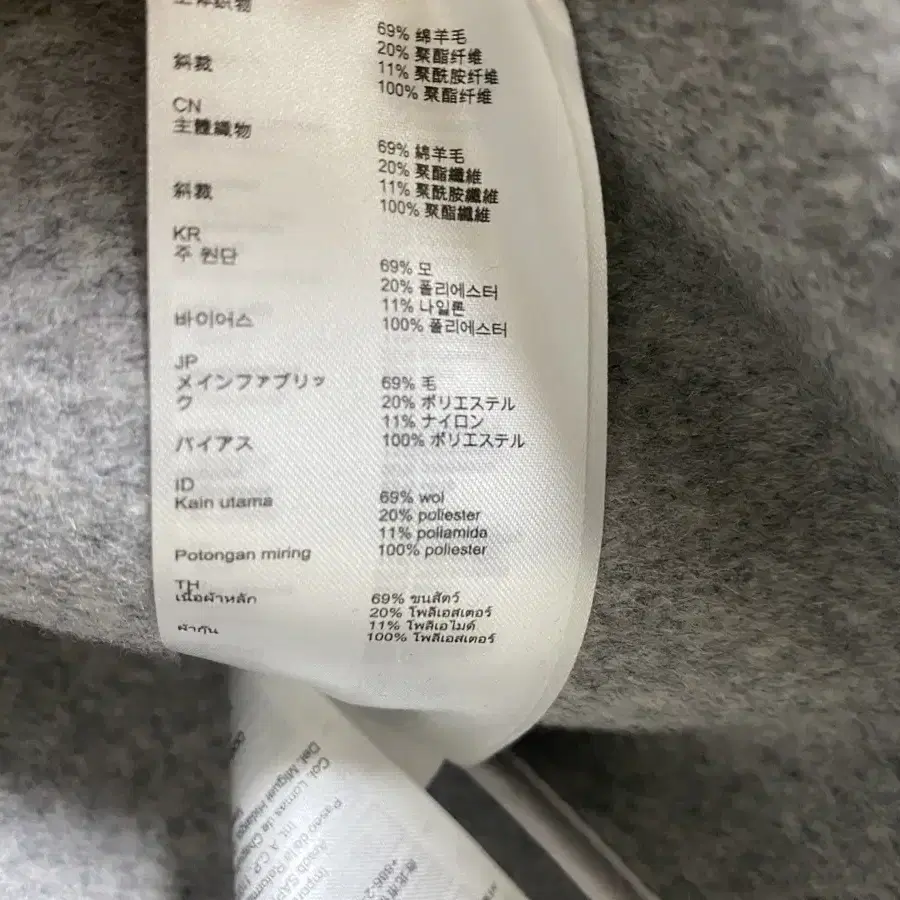 69% 绵羊毛
20% 聚酯纤维
斜裁
11% 聚酰胺纤维
100% 聚酯纤维
CN
主體織物
69% 綿羊毛
20% 聚酯纖維
斜裁
11% 聚酰胺纖維
100% 聚酯纖維
KR
주 원단
69% 모
20% 폴리에스터
11% 나일론
바이어스
100% 폴리에스터
JP
メインファブリッ
ク
69% 毛
20% ポリエステル
11% ナイロン
バイアス
100% ポリエステル
ID
Kain utama
69% wol
20% poliester
11% poliamida
Potongan miring
100% poliester
TH
เนื้อผ้าหลัก
69% ขนสัตว์
20% โพลีเอสเตอร์
11% โพลีเอไมด์
ผ้ากุ๊น
100% โพลีเอสเตอร์
Col. Lomas de
Del. Miguel Hidalgo